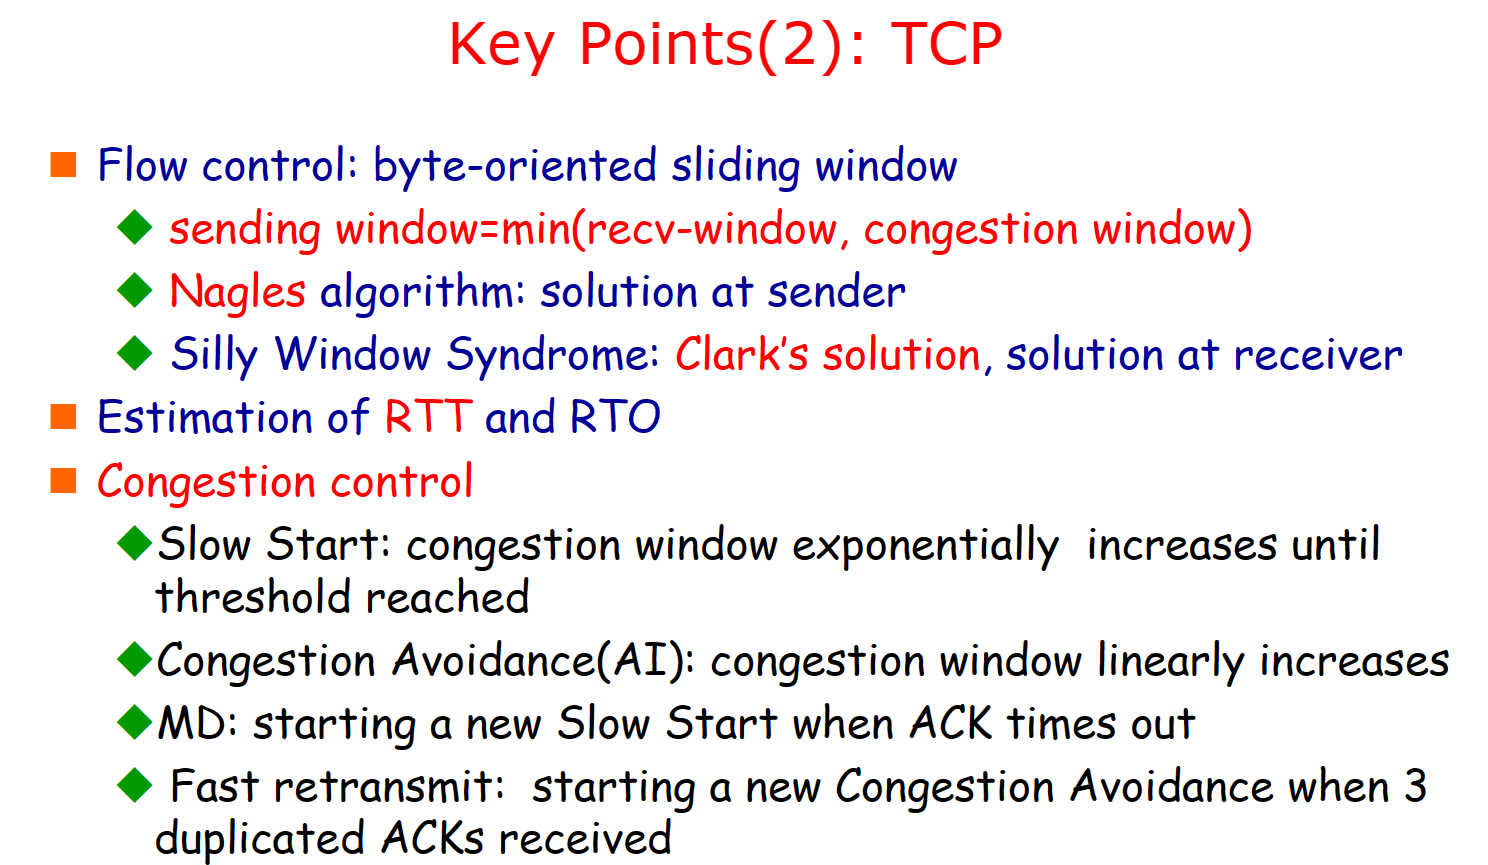 Key Points(2): TCP
Flow control: byte-oriented sliding window
sending window=min(recv-window, congestion window)
Nagles algorithm: solution at sender
Silly Window Syndrome: Clark's solution, solution at receiver
Estimation of RTT and RTO
Congestion control
Slow Start: congestion window exponentially increases until
threshold reached
Congestion Avoidance(AI): congestion window linearly increases
MD: starting a new Slow Start when ACK times out
Fast retransmit: starting a new Congestion Avoidance when 3
duplicated ACKs received